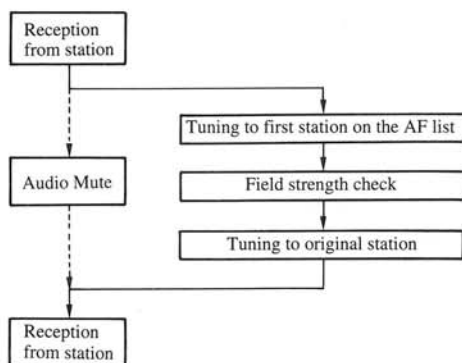 Reception
from station
Tuning to first station on the AF list
Audio Mute
Field strength check
Tuning to original station
Reception
from station